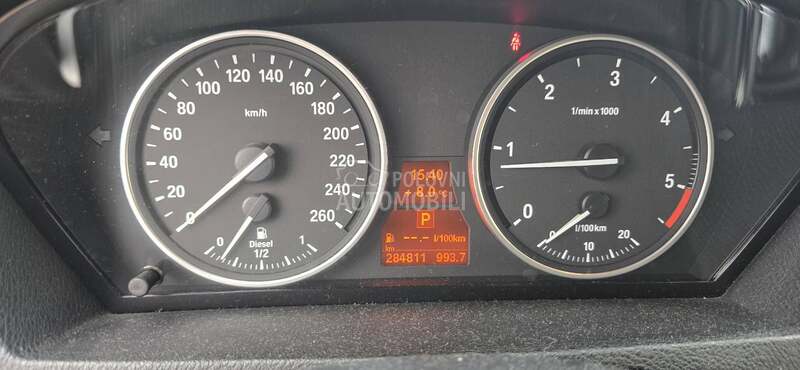 0
20
40
60
80
100
120
140
160
180
200
220
240
260
km/h
0
1/2
1
Diesel
15:40
+ 8.0 °C
P
--.- l/100km
km
284811 993.7
POLOVNI
AUTOMOBILI
0
1
2
3
4
5
1/min x 1000
l/100km
0
10
20